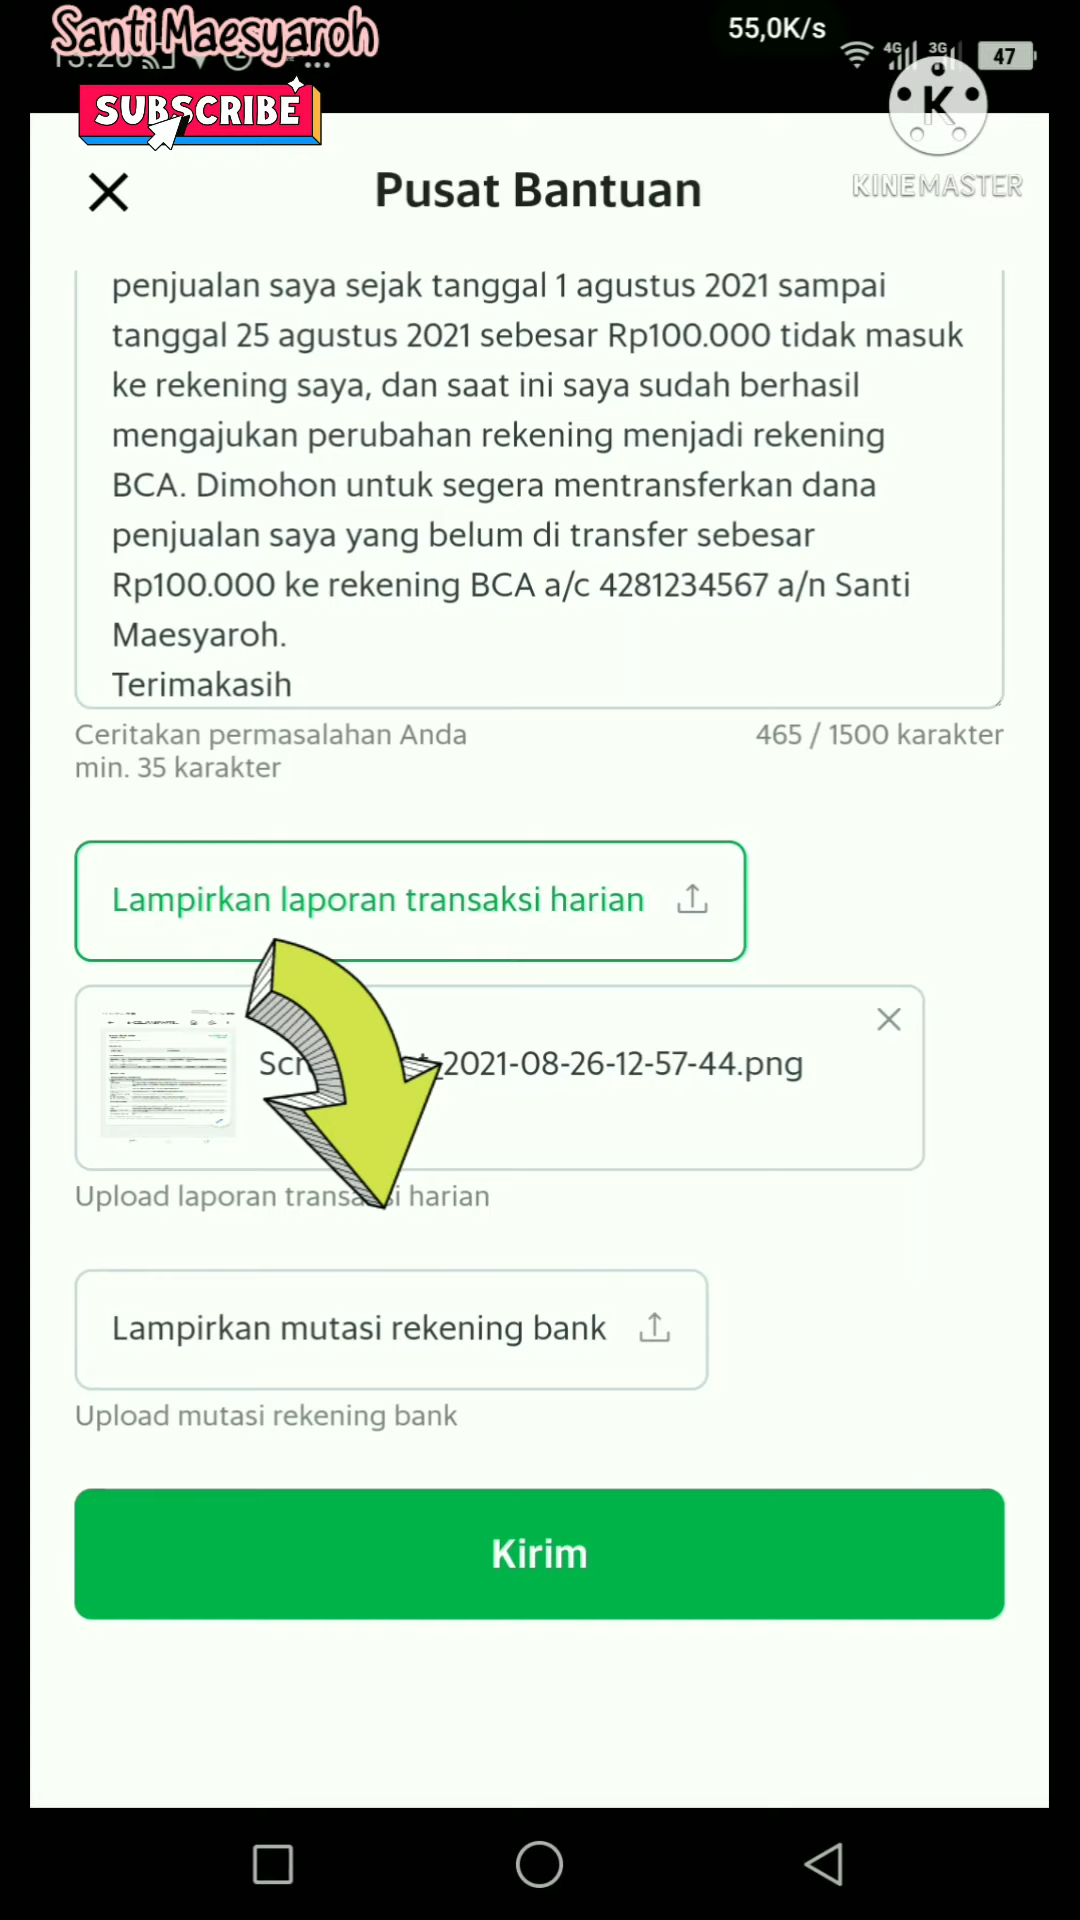 Santi Maesyaroh
55,0K/s
4G
3G
47
SUBSCRIBE
K
KINEMASTER
Pusat Bantuan
penjualan saya sejak tanggal 1 agustus 2021 sampai
tanggal 25 agustus 2021 sebesar Rp100.000 tidak masuk
ke rekening saya, dan saat ini saya sudah berhasil
mengajukan perubahan rekening menjadi rekening
BCA. Dimohon untuk segera mentransferkan dana
penjualan saya yang belum di transfer sebesar
Rp100.000 ke rekening BCA a/c 4281234567 a/n Santi
Maesyaroh.
Terimakasih
Ceritakan permasalahan Anda
min. 35 karakter
465 / 1500 karakter
Lampirkan laporan transaksi harian
2021-08-26-12-57-44.png
Upload laporan transaksi harian
Lampirkan mutasi rekening bank
Upload mutasi rekening bank
Kirim